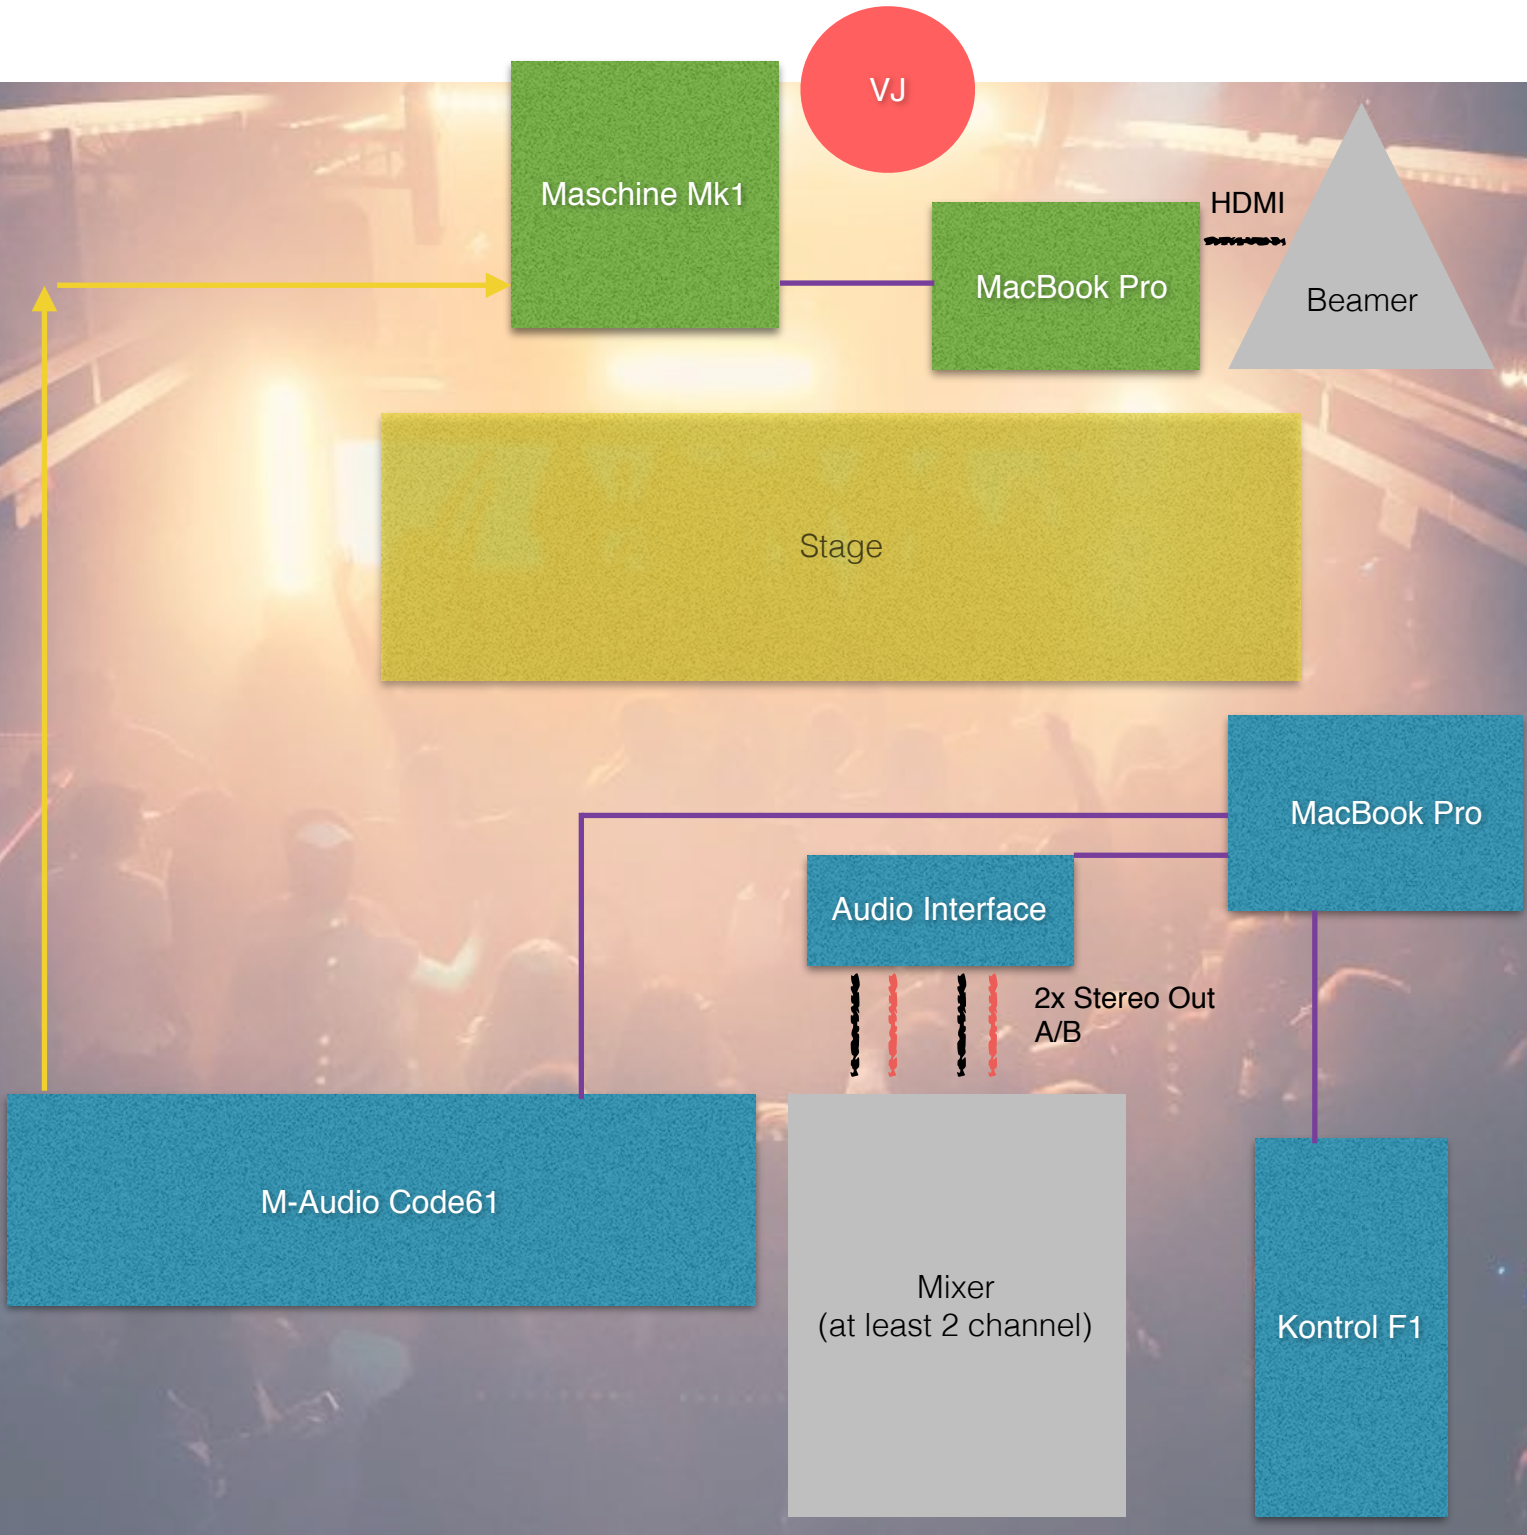 VJ
Maschine Mk1
HDMI
MacBook Pro
Beamer
Stage
MacBook Pro
Audio Interface
2x Stereo Out
A/B
M-Audio Code61
Mixer
(at least 2 channel)
Kontrol F1